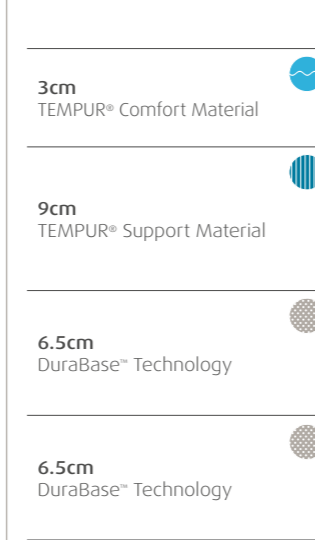 3cm
TEMPUR® Comfort Material
9cm
TEMPUR® Support Material
6.5cm
DuraBase™ Technology
6.5cm
DuraBase™ Technology